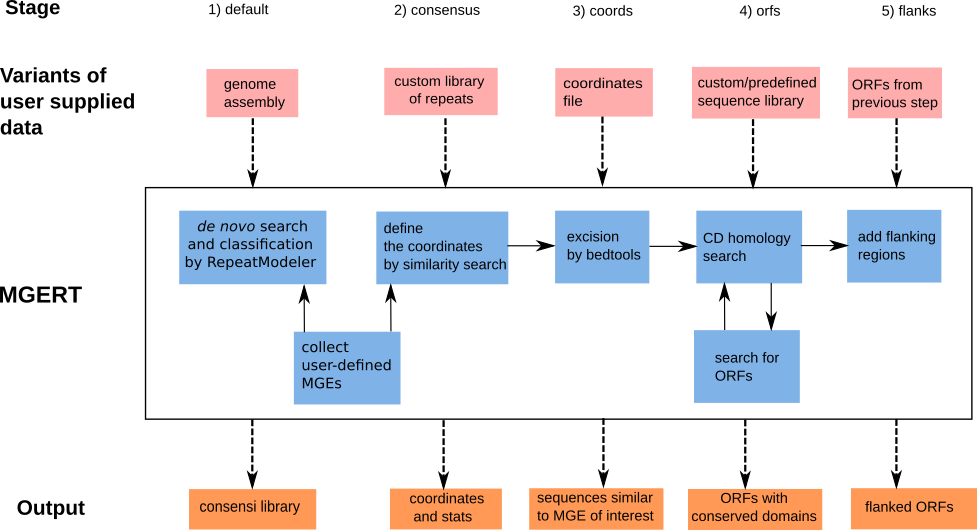 Stage
1) default
2) consensus
3) coords
4) orfs
5) flanks
Variants of
user supplied
data
genome
assembly
custom library
of repeats
coordinates
file
custom/predefined
sequence library
ORFs from
previous step
MGERT
de novo search
and classification
by RepeatModeler
define
the coordinates
by similarity search
excision
by bedtools
CD homology
search
add flanking
regions
collect
user-defined
MGEs
search for
ORFs
Output
consensi library
coordinates
and stats
sequences similar
to MGE of interest
ORFs with
conserved domains
flanked ORFs